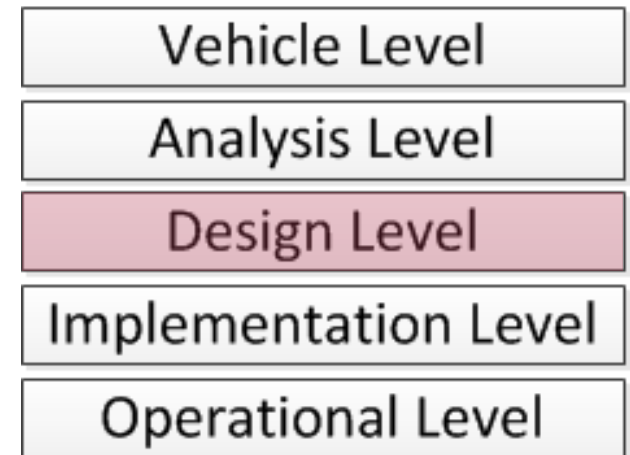 Vehicle Level
Analysis Level
Design Level
Implementation Level
Operational Level